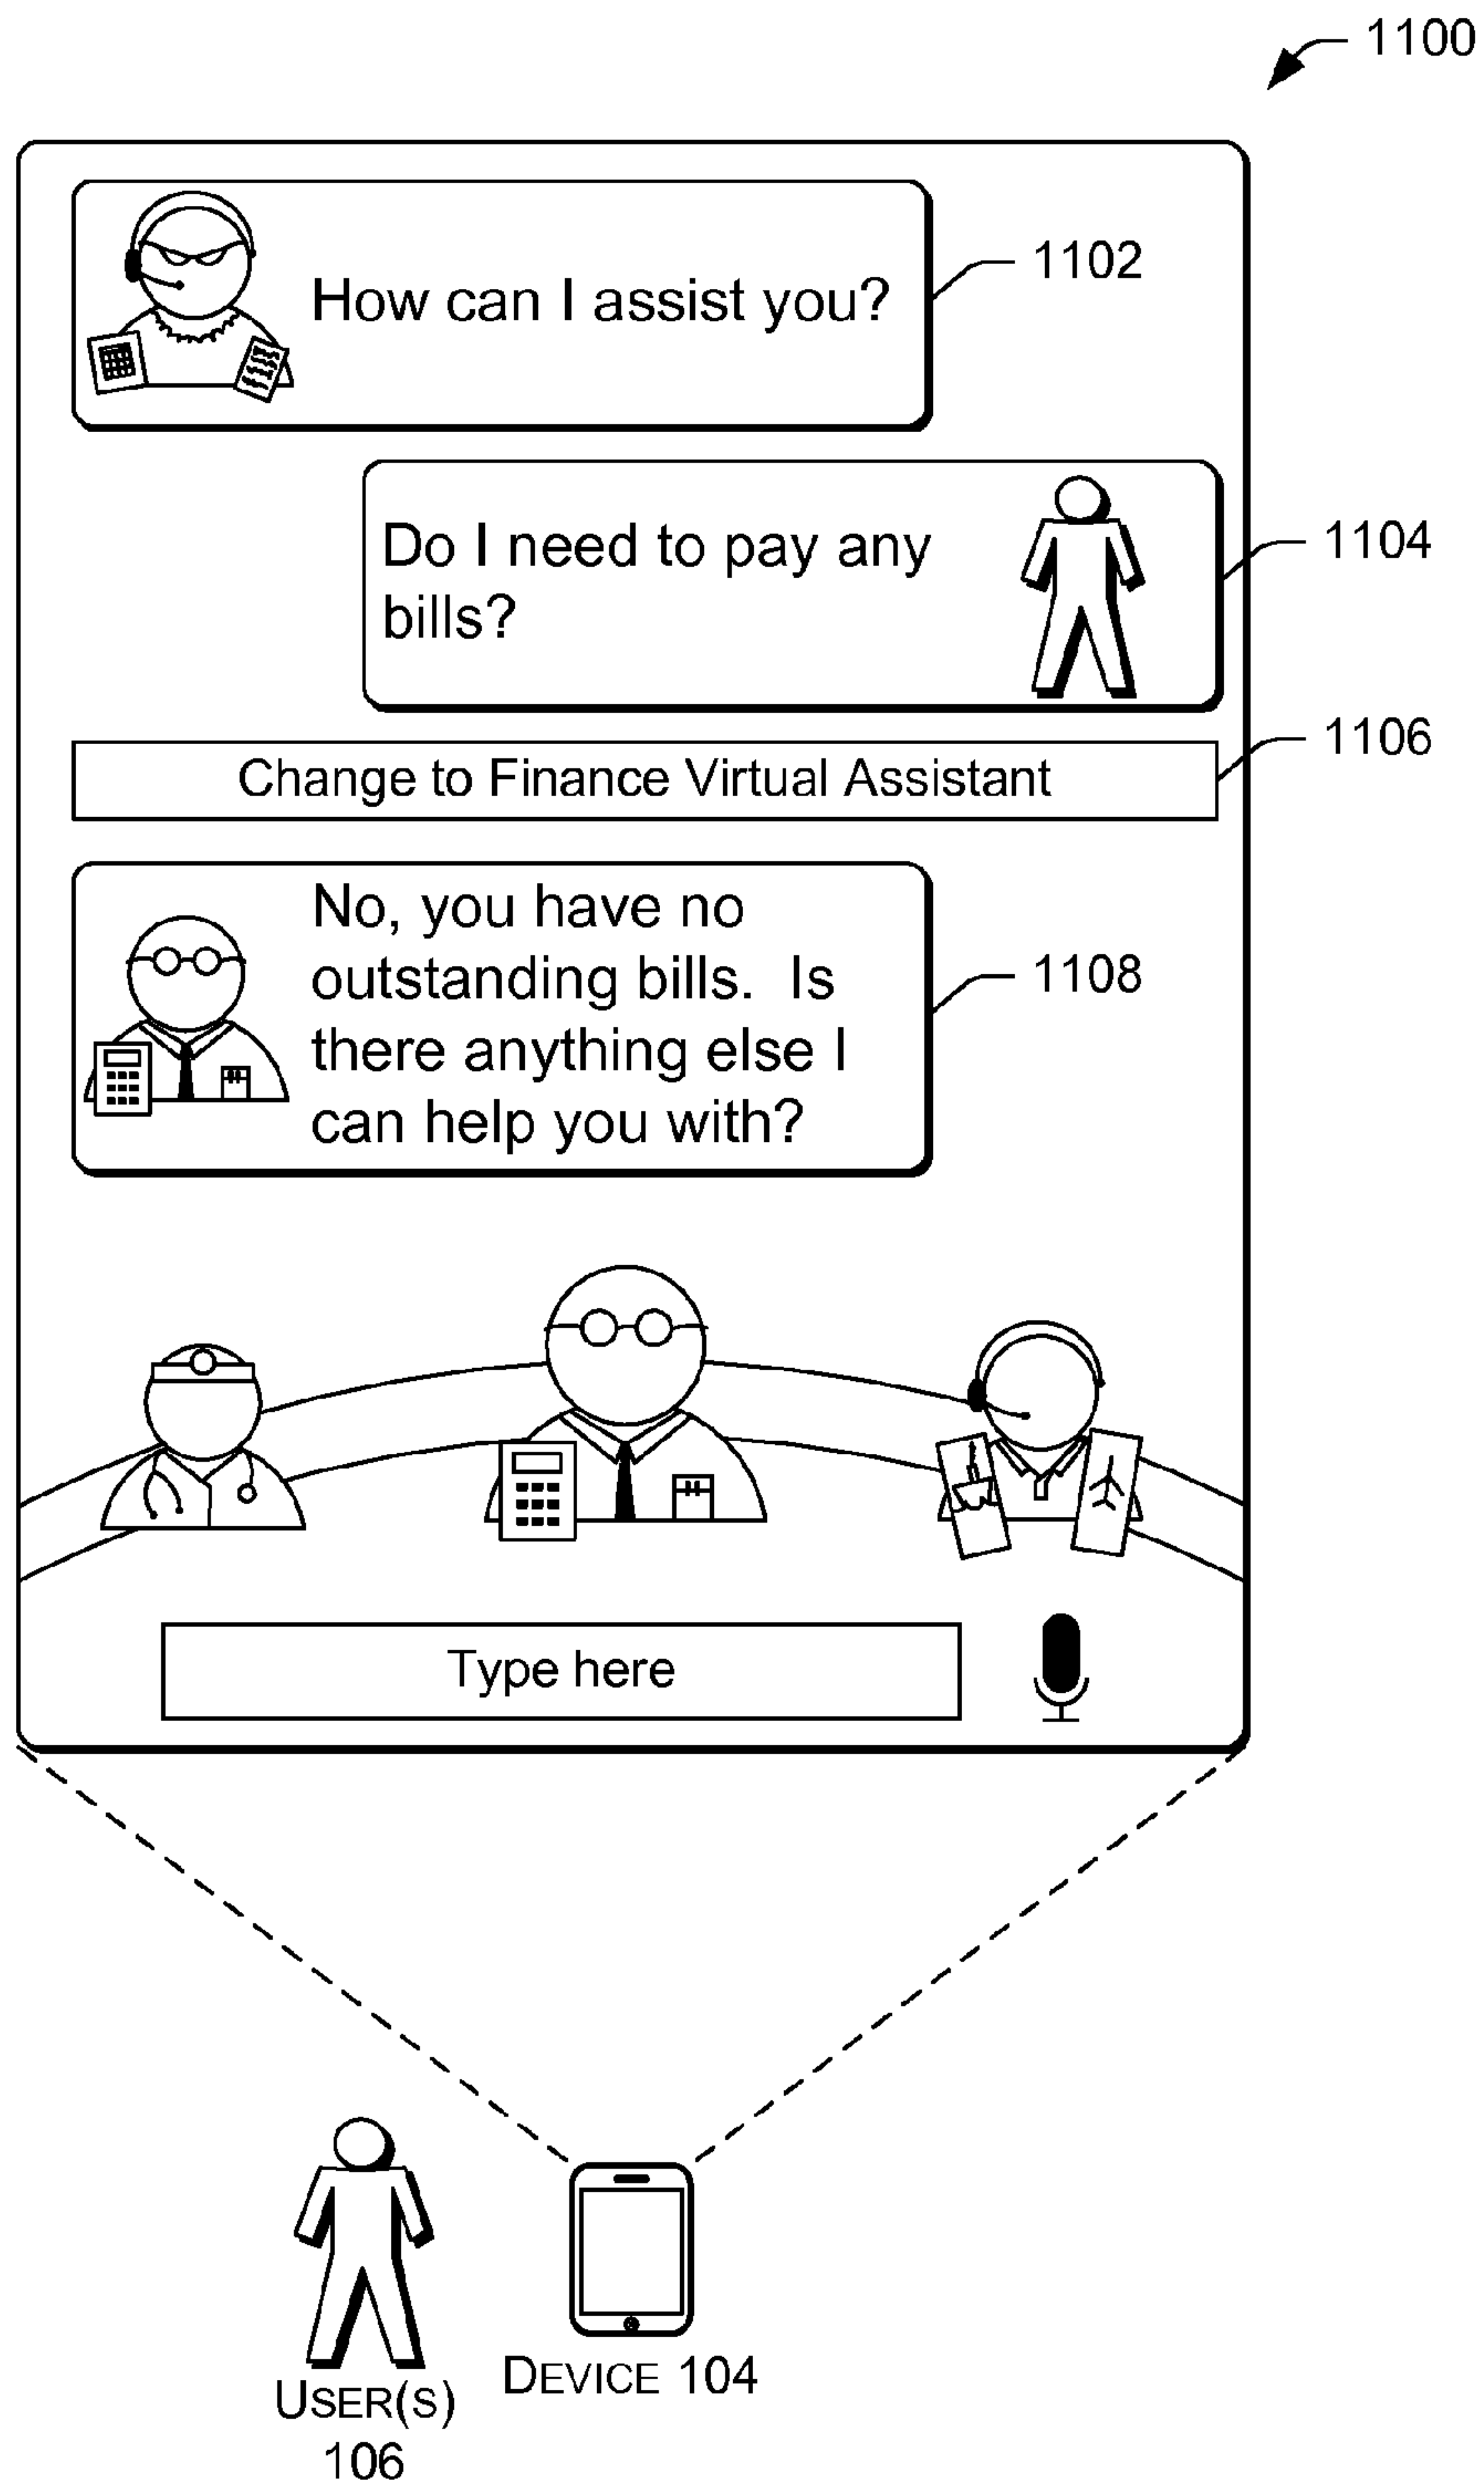 1100
How can I assist you?
1102
Do I need to pay any
bills?
1104
1106
Change to Finance Virtual Assistant
No, you have no
outstanding bills.  Is
there anything else I
can help you with?
1108
Type here
DEVICE 104
USER(S)
106